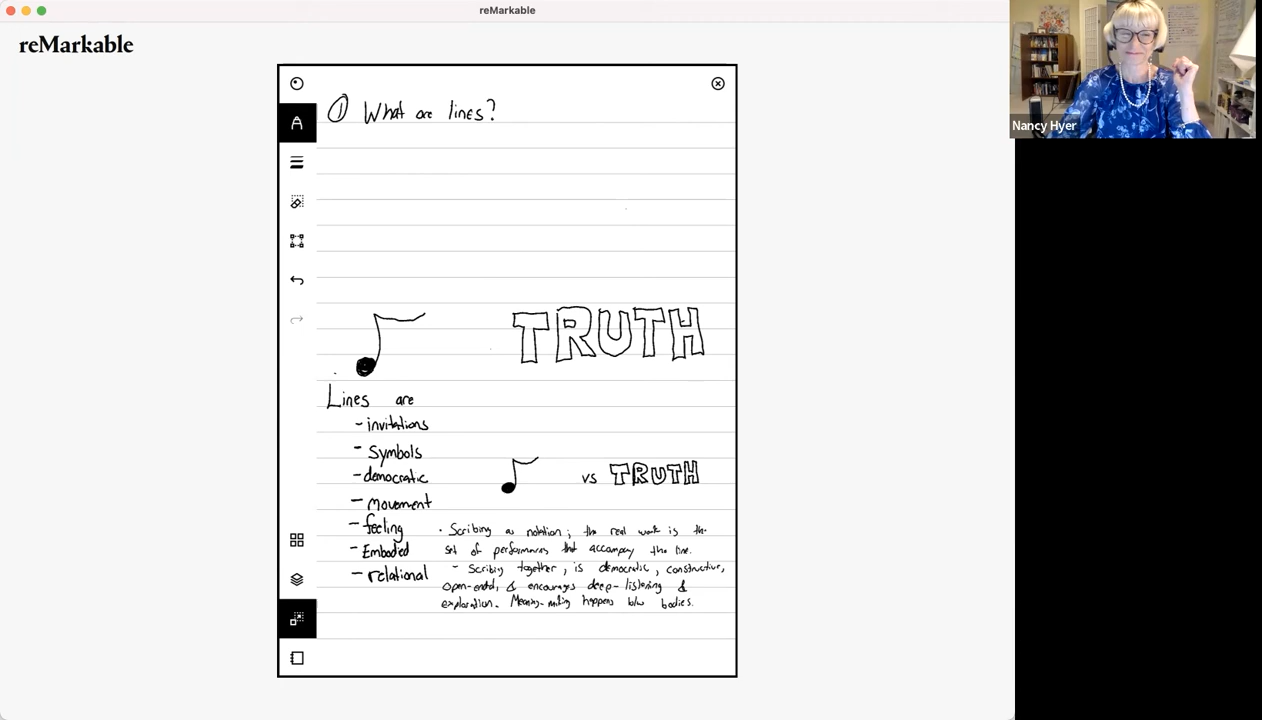 reMarkable
reMarkable
Nancy Hyer
① What are lines?
TRUTH
Lines are
- invitations
- Symbols
- democratic
- movement
- feeling
- Embodied
- relational
vs TRUTH
· Scribing as notation; the real work is the
set of performances that accompany the line.
- Scribing together, is democratic, constructive,
open-ended, & encourages deep-listening &
exploration. Meaning-making happens b/w bodies.